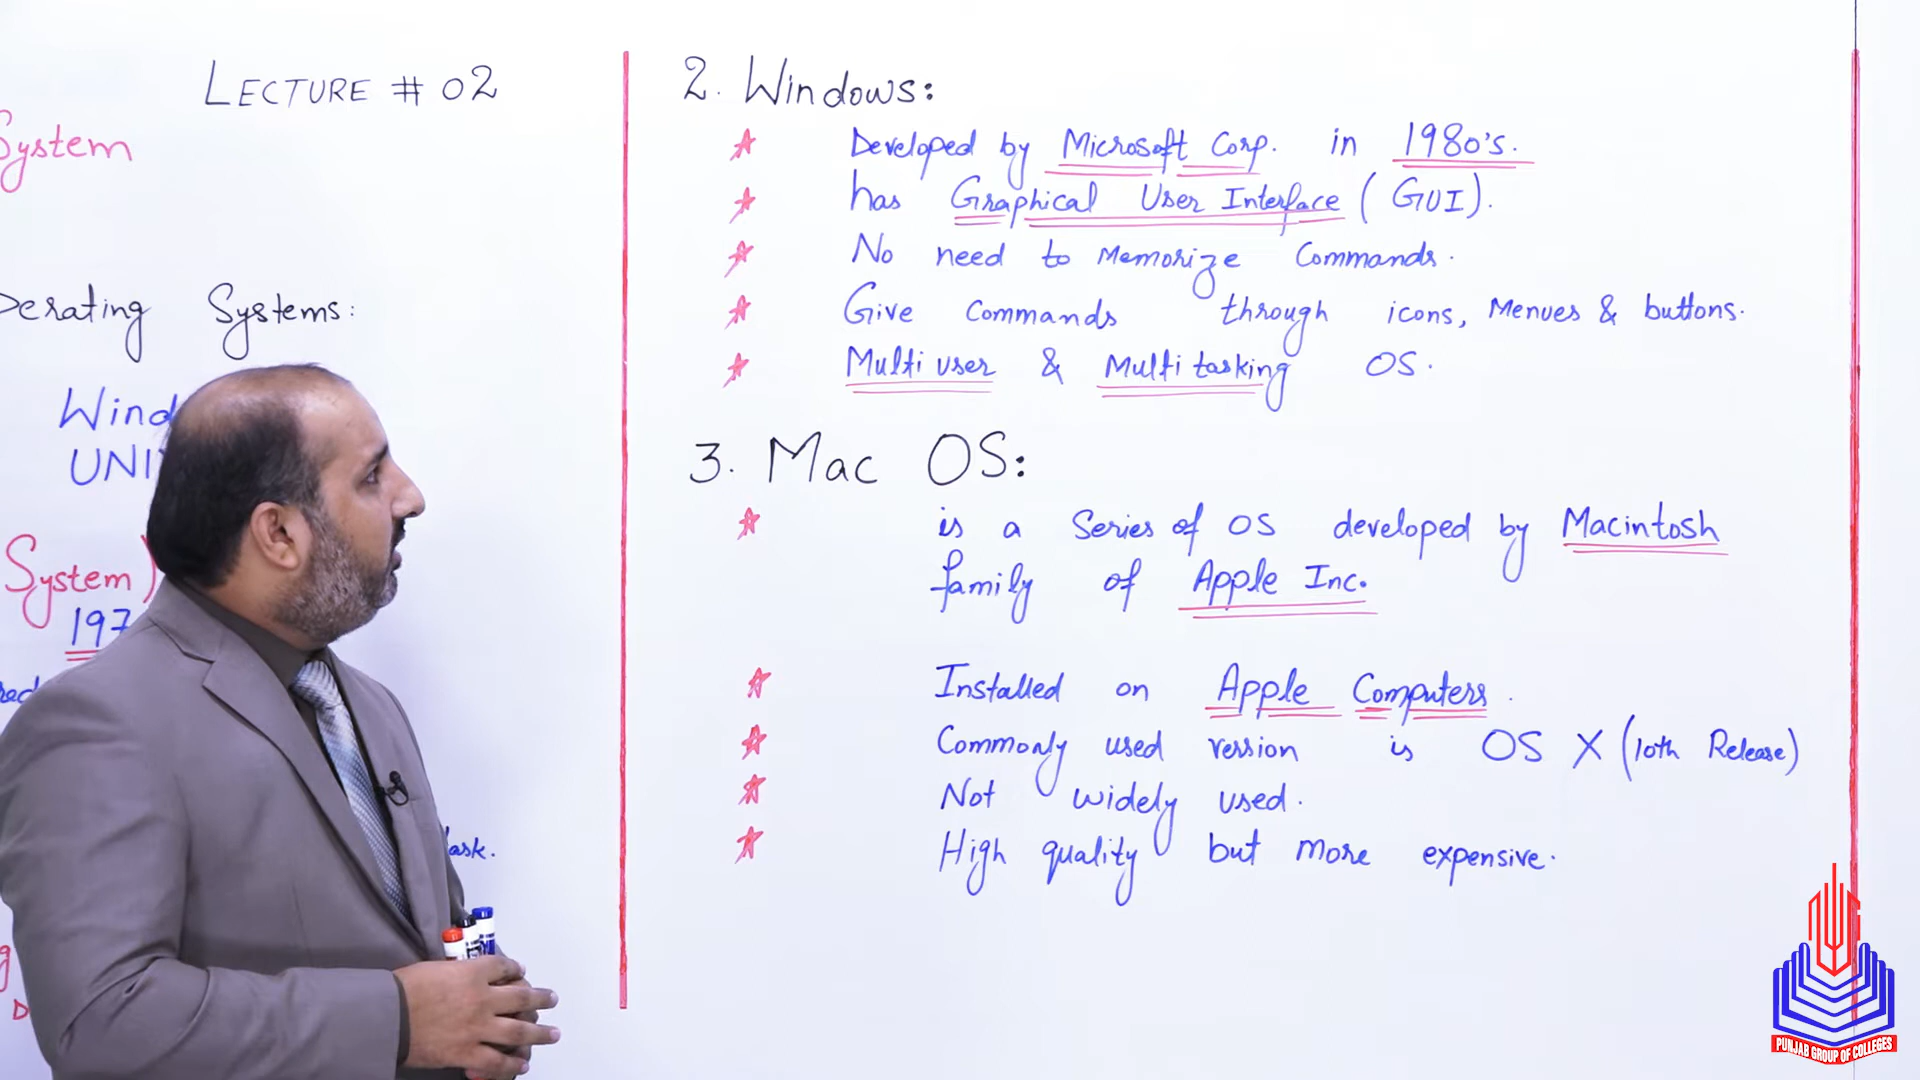 LECTURE # 02
System
Systems:
UNI
System)
197
ask.
2. Windows:
Developed by Microsoft Corp. in 1980's.
has Graphical User Interface (GUI).
No need to Memorize Commands.
Give Commands through icons, Menues & buttons.
Multi user & Multi tasking OS.
3. Mac OS:
is a Series of OS developed by Macintosh
family of Apple Inc.
Installed on Apple Computers.
Commonly used version is OS X (10th Release)
Not widely used.
High quality but more expensive.
PUNJAB GROUP OF COLLEGES